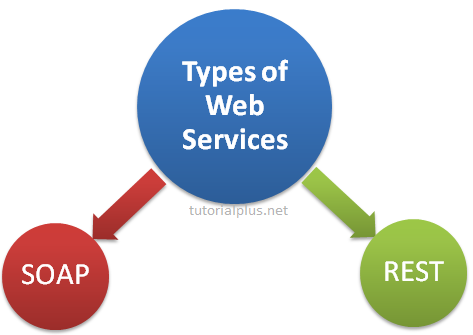 Types of
Web
Services
tutorialplus.net
SOAP
REST